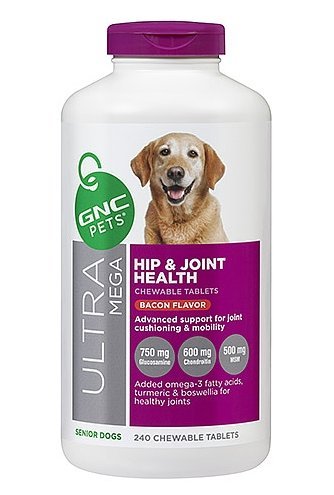 GNC
PETS®
ULTRA
MEGA
HIP & JOINT
HEALTH
CHEWABLE TABLETS
BACON FLAVOR
Advanced support for joint
cushioning & mobility
750 mg
Glucosamine
600 mg
Chondroitin
500 mg
MSM
Added omega-3 fatty acids,
turmeric & boswellia for
healthy joints
SENIOR DOGS
240 CHEWABLE TABLETS